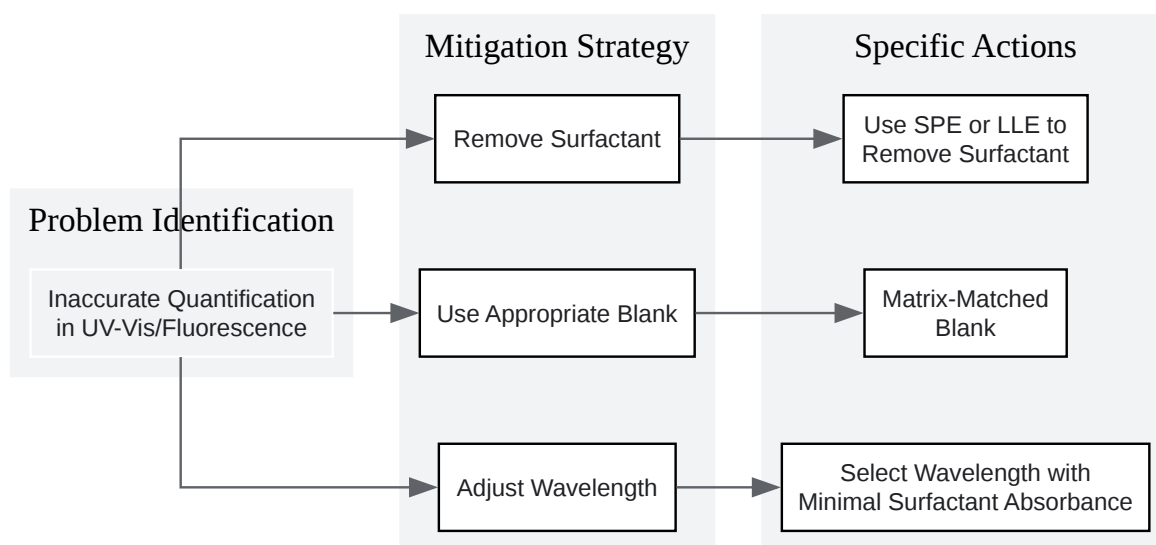 Mitigation Strategy
Specific Actions
Remove Surfactant
Use SPE or LLE to
Remove Surfactant
Problem Identification
Inaccurate Quantification
in UV-Vis/Fluorescence
Use Appropriate Blank
Matrix-Matched
Blank
Adjust Wavelength
Select Wavelength with
Minimal Surfactant Absorbance